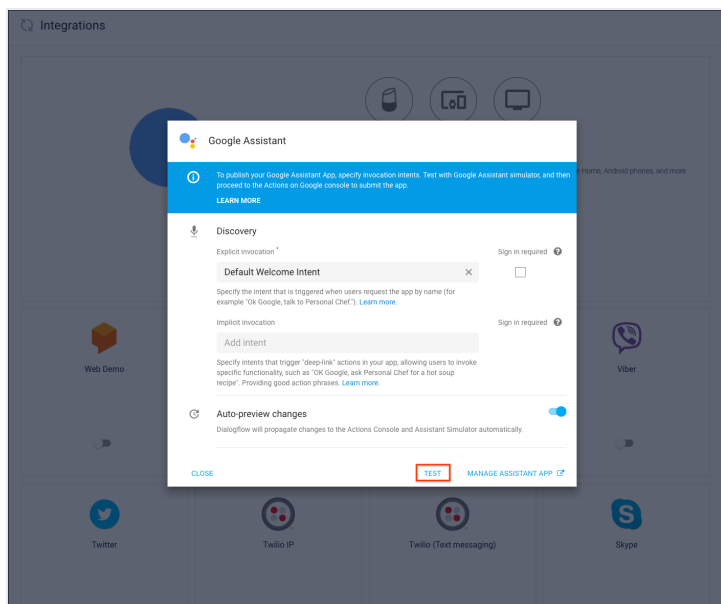 Integrations
Google Assistant
To publish your Google Assistant App, specify invocation intents. Test with Google Assistant simulator, and then
proceed to the Actions on Google console to submit the app.
LEARN MORE
Home, Android phones, and more
Discovery
Explicit invocation *
Sign in required
Default Welcome Intent
Specify the intent that is triggered when users request the app by name (for
example "Ok Google, talk to Personal Chef"). Learn more.
Implicit invocation
Sign in required
Add intent
Specify intents that trigger "deep-link" actions in your app, allowing users to invoke
specific functionality, such as "OK Google, ask Personal Chef for a hot soup
recipe". Providing good action phrases. Learn more.
Auto-preview changes
Dialogflow will propagate changes to the Actions Console and Assistant Simulator automatically.
CLOSE
TEST
MANAGE ASSISTANT APP
Web Demo
Viber
Twitter
Twilio IP
Twilio (Text messaging)
Skype